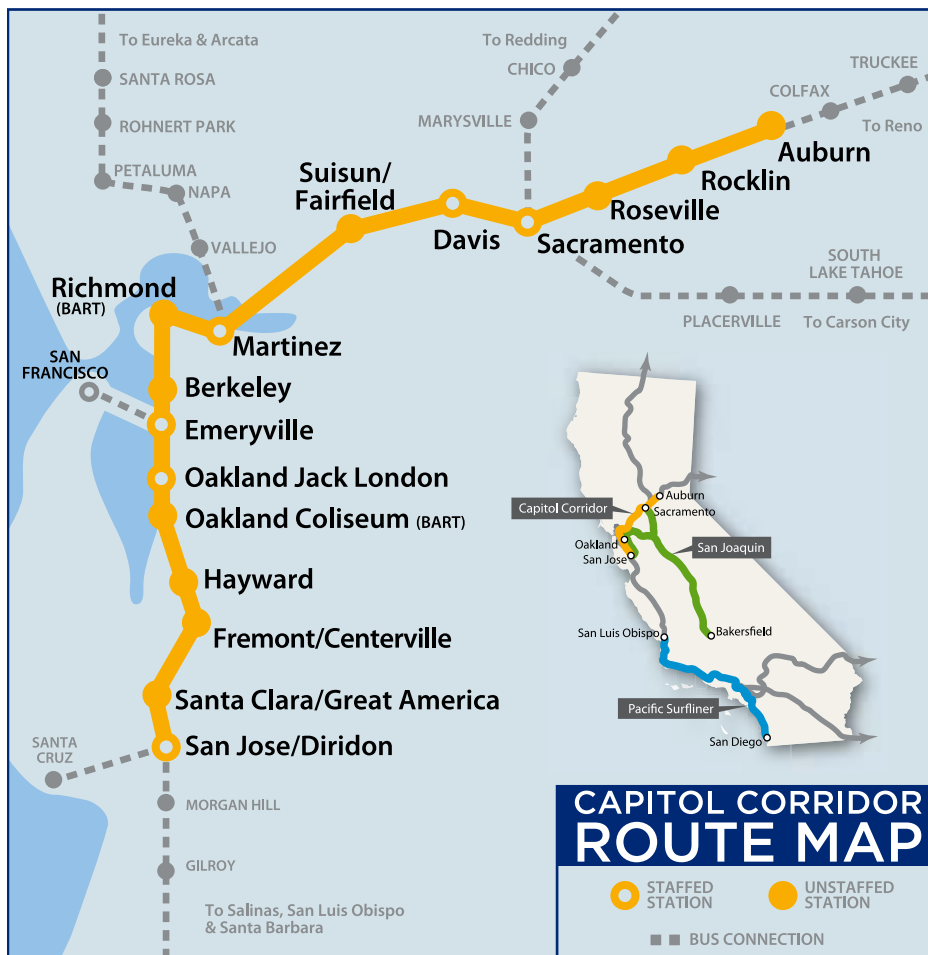 To Eureka & Arcata
SANTA ROSA
ROHNERT PARK
PETALUMA
NAPA
VALLEJO
To Redding
CHICO
MARYSVILLE
TRUCKEE
COLFAX
To Reno
Auburn
Rocklin
Roseville
Sacramento
Davis
Suisun/
Fairfield
SOUTH
LAKE TAHOE
PLACERVILLE
To Carson City
Richmond
(BART)
Martinez
SAN
FRANCISCO
Berkeley
Emeryville
Oakland Jack London
Oakland Coliseum (BART)
Hayward
Fremont/Centerville
Santa Clara/Great America
San Jose/Diridon
SANTA
CRUZ
MORGAN HILL
GILROY
To Salinas, San Luis Obispo
& Santa Barbara
Auburn
Sacramento
Capitol Corridor
Oakland
San Jose
San Joaquin
San Luis Obispo
Bakersfield
Pacific Surfliner
San Diego
CAPITOL CORRIDOR
ROUTE MAP
STAFFED
STATION
UNSTAFFED
STATION
BUS CONNECTION